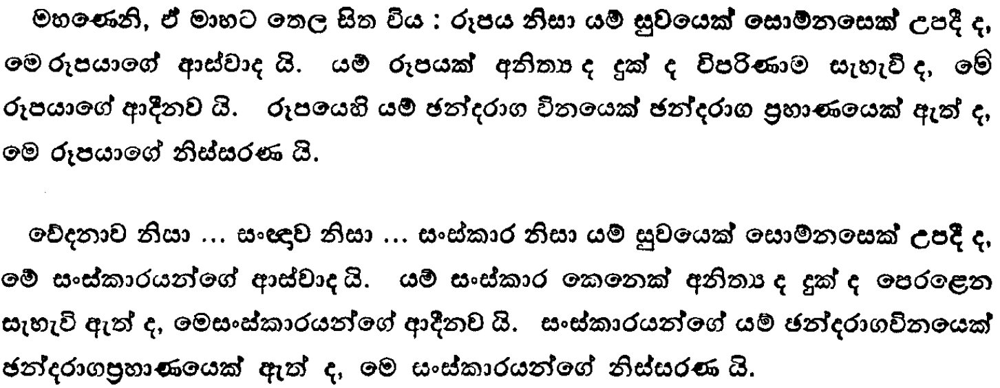 මහණෙනි, ඒ මාහට තෙල සිත විය : රූපය නිසා යම් සුවයෙක් සොම්නසෙක් උපදී ද,
මෙ රූපයාගේ ආස්වාද යි. යම් රූපයක් අනිත්‍ය ද දුක් ද විපරිණාම සැහැවි ද, මේ
රූපයාගේ ආදීනව යි. රූපයෙහි යම් ඡන්දරාග විනයෙක් ඡන්දරාග ප්‍රහාණයෙක් ඇත් ද,
මෙ රූපයාගේ නිස්සරණ යි.
වේදනාව නිසා ... සංඥාව නිසා ... සංස්කාර නිසා යම් සුවයෙක් සොම්නසෙක් උපදී ද,
මේ සංස්කාරයන්ගේ ආස්වාද යි. යම් සංස්කාර කෙනෙක් අනිත්‍ය ද දුක් ද පෙරළෙන
සැහැවි ඇත් ද, මෙසංස්කාරයන්ගේ ආදීනව යි. සංස්කාරයන්ගේ යම් ඡන්දරාගවිනයෙක්
ඡන්දරාගප්‍රහාණයෙක් ඇත් ද, මෙ සංස්කාරයන්ගේ නිස්සරණ යි.